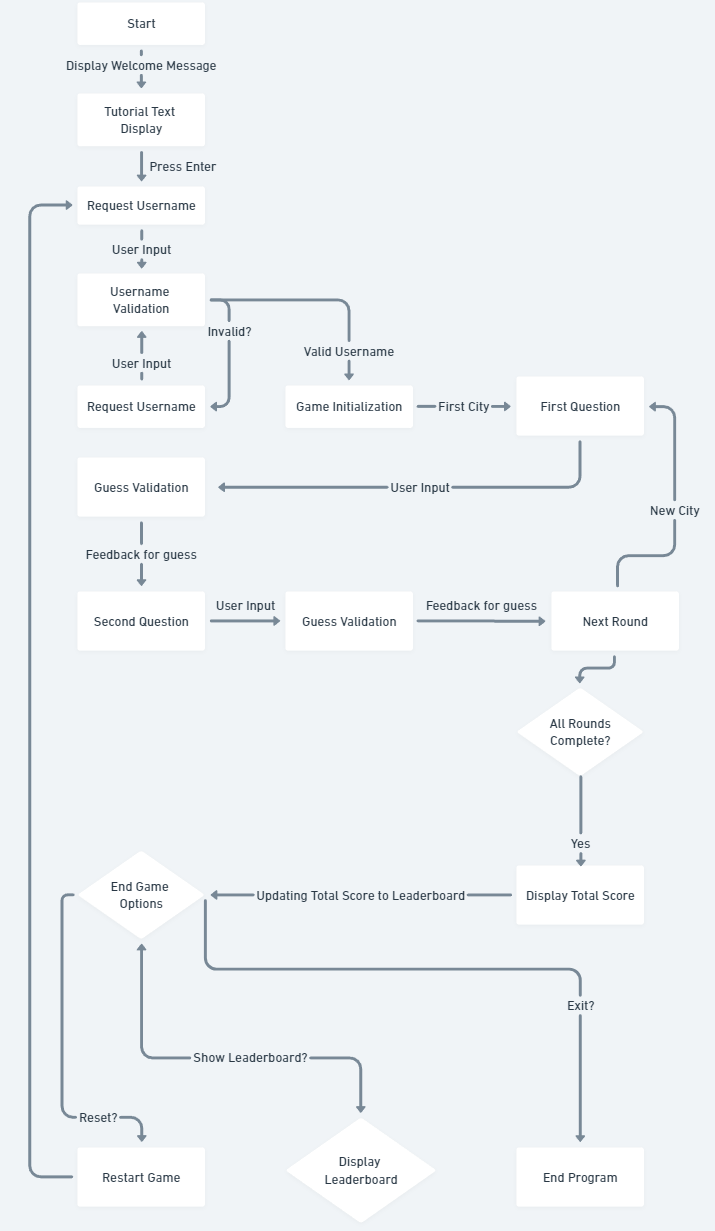 Start
Display Welcome Message
Tutorial Text
Display
Press Enter
Request Username
User Input
Username
Validation
Invalid?
Valid Username
User Input
Request Username
Game Initialization
First City
First Question
Guess Validation
User Input
New City
Feedback for guess
Second Question
User Input
Guess Validation
Feedback for guess
Next Round
All Rounds
Complete?
Yes
End Game
Options
Updating Total Score to Leaderboard
Display Total Score
Exit?
Show Leaderboard?
Reset?
Restart Game
Display
Leaderboard
End Program